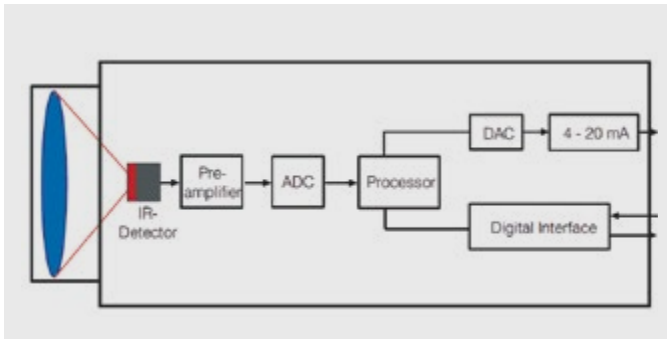 IR-
Detector
Pre-
amplifier
ADC
Processor
DAC
4 - 20 mA
Digital Interface